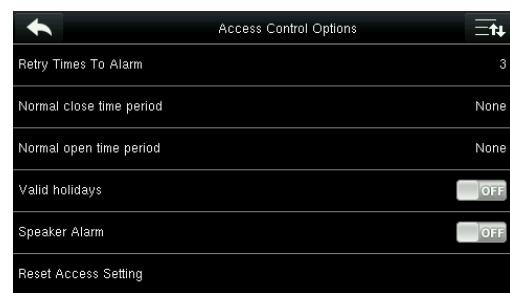 Access Control Options
Retry Times To Alarm 3
Normal close time period None
Normal open time period None
Valid holidays OFF
Speaker Alarm OFF
Reset Access Setting